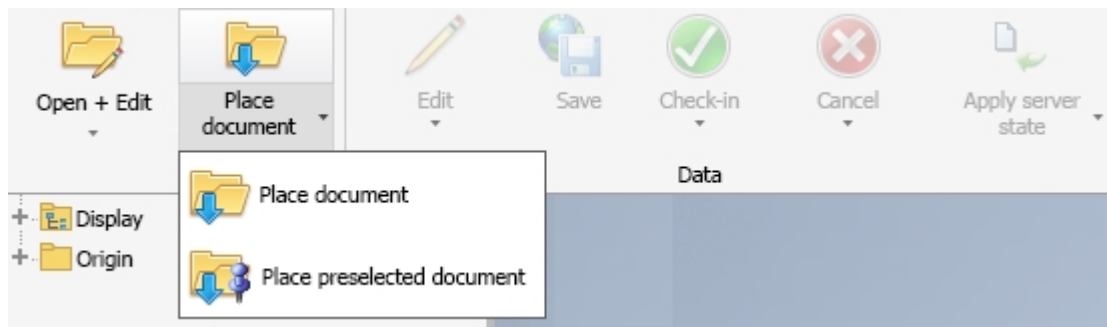 Open + Edit
Place
document
Edit
Save
Check-in
Cancel
Apply server
state
Data
Place document
Place preselected document
Display
Origin